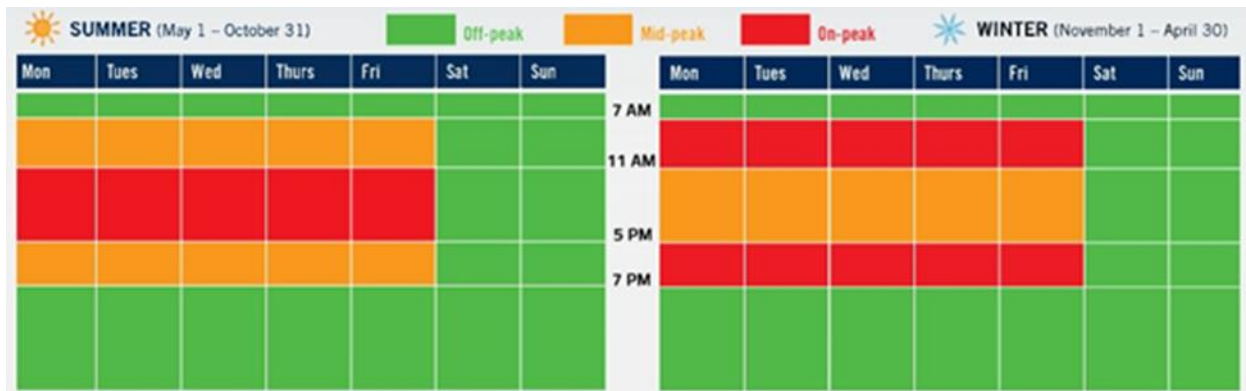 SUMMER (May 1 – October 31) Off-peak Mid-peak On-peak WINTER (November 1 – April 30)
Mon Tues Wed Thurs Fri Sat Sun Mon Tues Wed Thurs Fri Sat Sun
7 AM
11 AM
5 PM
7 PM